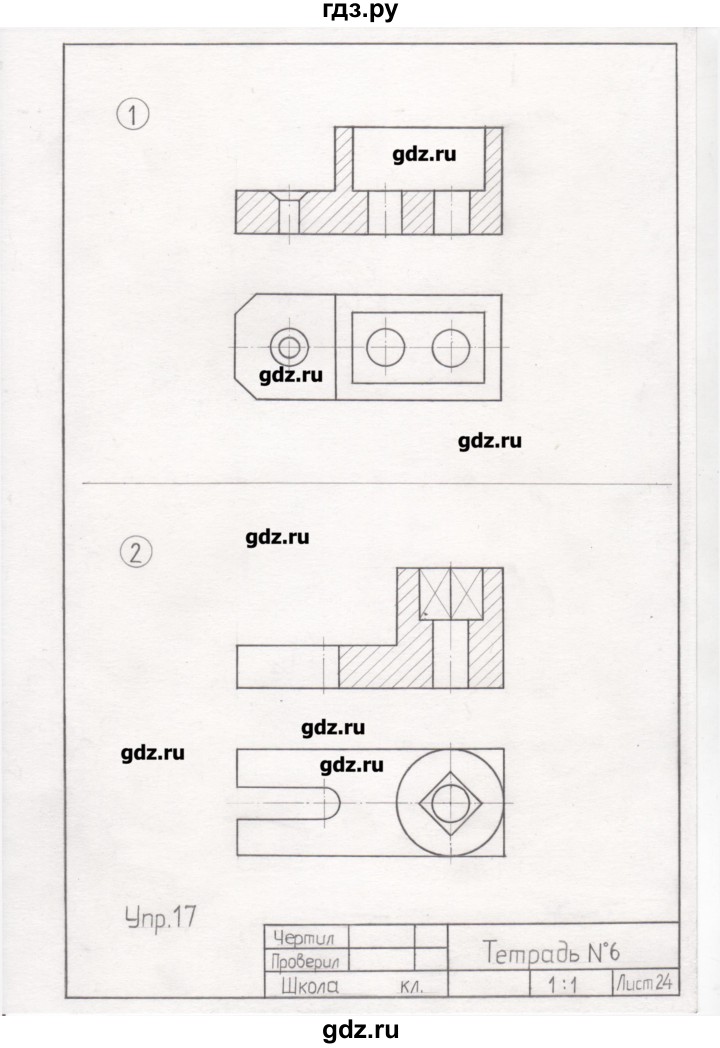 гдз.ру
1
gdz.ru
gdz.ru
gdz.ru
gdz.ru
2
gdz.ru
gdz.ru
gdz.ru
Упр.17
Чертил
Проверил
Тетрадь №6
Школа кл.
1:1
Лист 24
gdz.ru